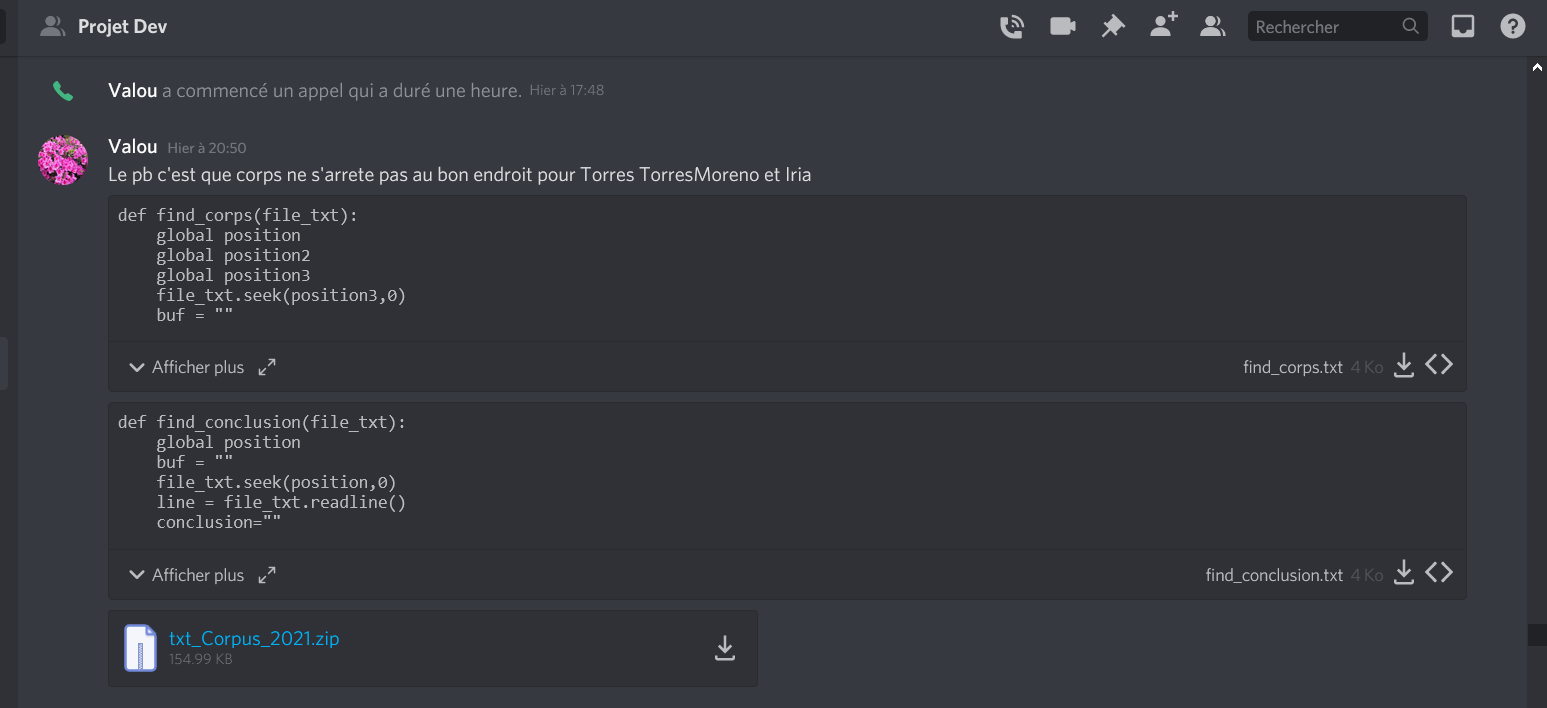 Projet Dev
Rechercher
Valou a commencé un appel qui a duré une heure. Hier à 17:48
Valou Hier à 20:50
Le pb c'est que corps ne s'arrete pas au bon endroit pour Torres TorresMoreno et Iria
def find_corps(file_txt):
    global position
    global position2
    global position3
    file_txt.seek(position3,0)
    buf = ""
Afficher plus
find_corps.txt 4 Ko
def find_conclusion(file_txt):
    global position
    buf = ""
    file_txt.seek(position,0)
    line = file_txt.readline()
    conclusion=""
Afficher plus
find_conclusion.txt 4 Ko
txt_Corpus_2021.zip
154.99 KB